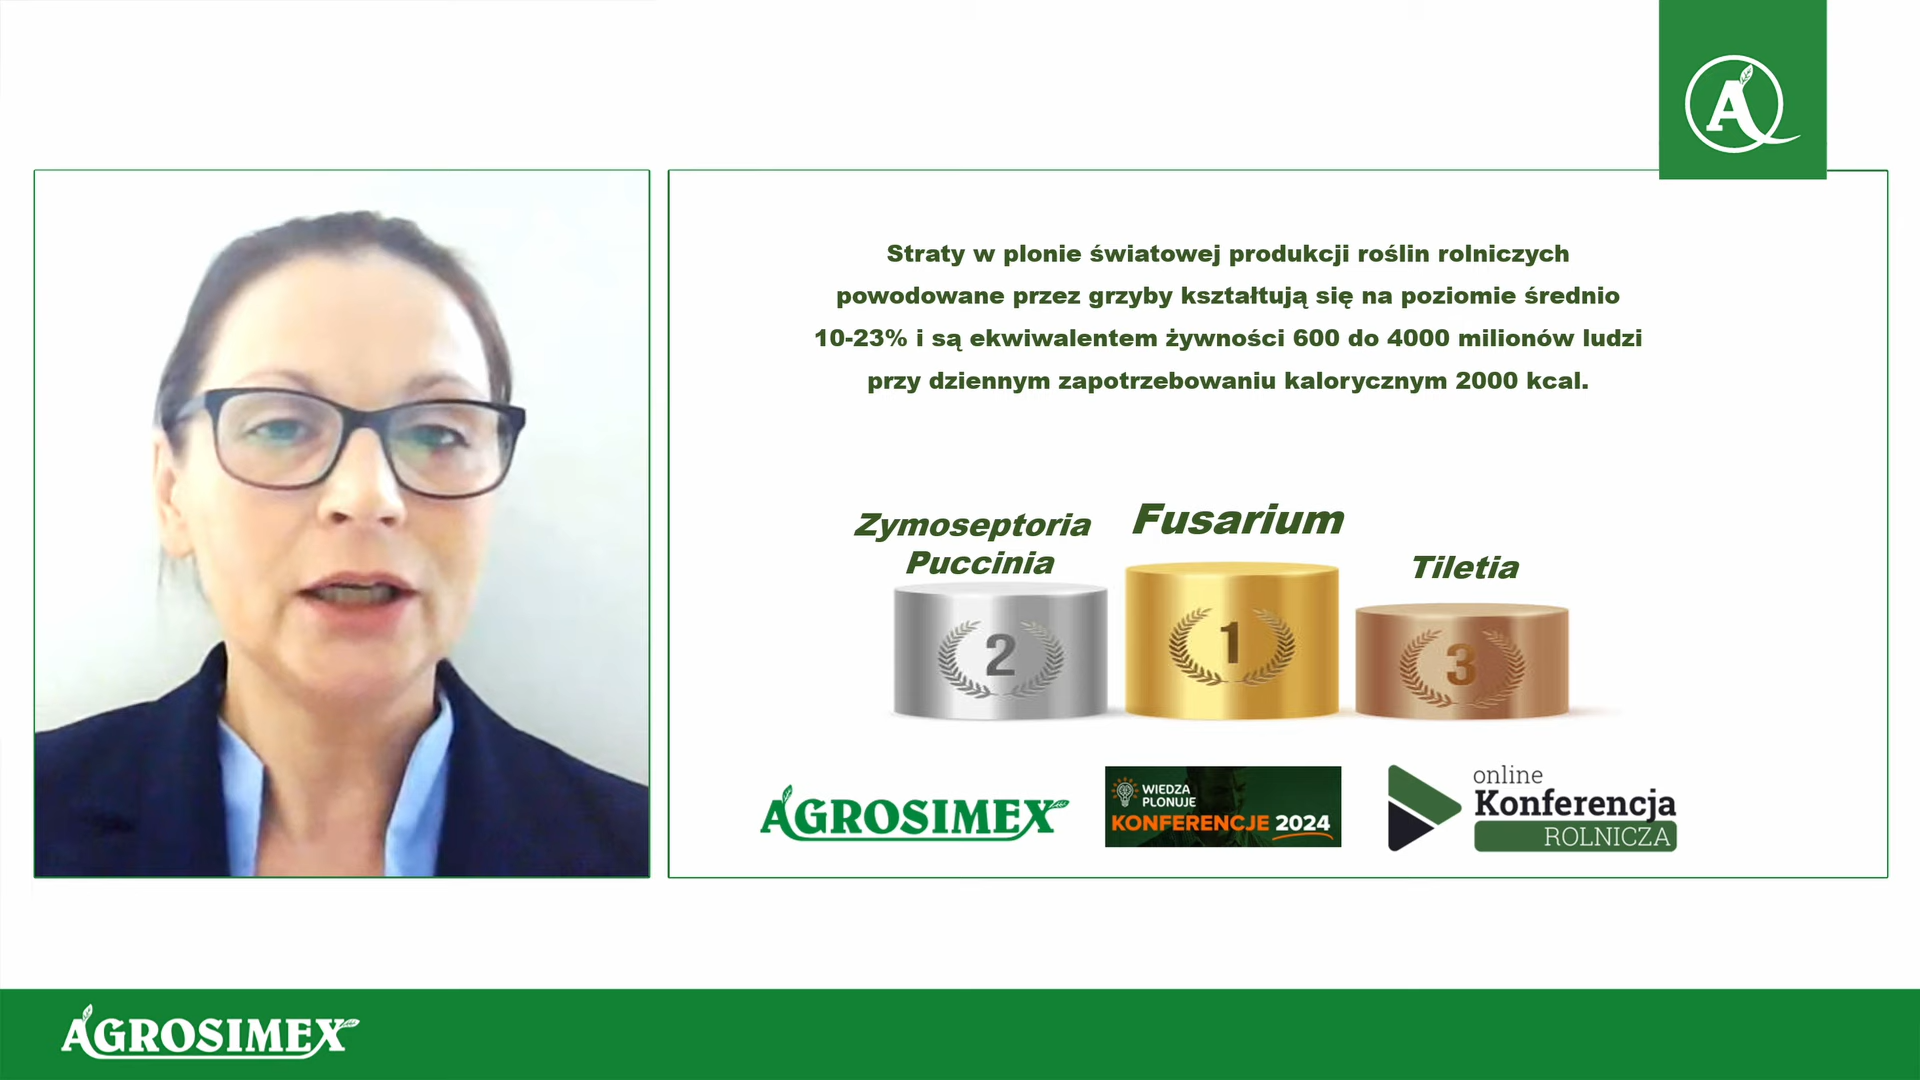 Straty w plonie światowej produkcji roślin rolniczych
powodowane przez grzyby kształtują się na poziomie średnio
10-23% i są ekwiwalentem żywności 600 do 4000 milionów ludzi
przy dziennym zapotrzebowaniu kalorycznym 2000 kcal.
Zymoseptoria
Puccinia
Fusarium
Tiletia
2
1
3
AGROSIMEX
WIEDZA
PLONUJE
KONFERENCJE 2024
online
Konferencja
ROLNICZA
AGROSIMEX
A